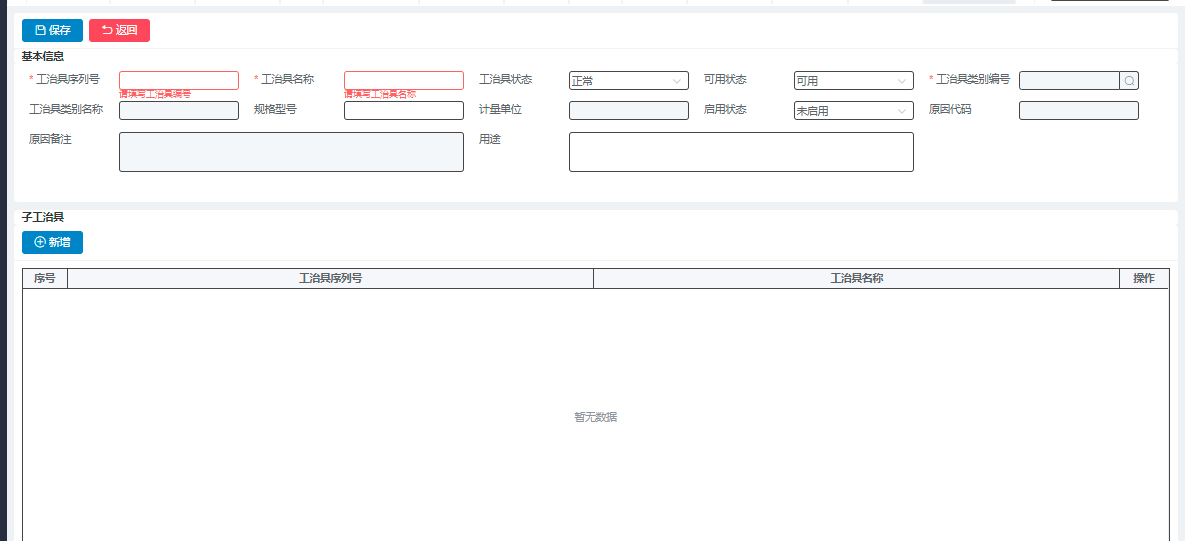 保存 返回
基本信息
* 工治具序列号 * 工治具名称 工治具状态 正常 可用状态 可用 * 工治具类别编号
请填写工治具编号 请填写工治具名称
工治具类别名称 规格型号 计量单位 启用状态 未启用 原因代码
原因备注 用途
子工治具
新增
序号 工治具序列号 工治具名称 操作
暂无数据